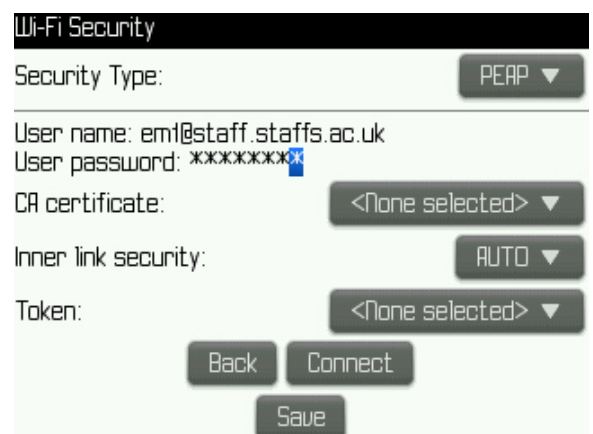 Wi-Fi Security
Security Type: PEAP ▼
User name: em1@staff.staffs.ac.uk
User password: ********
CA certificate: <None selected> ▼
Inner link security: AUTO ▼
Token: <None selected> ▼
Back Connect
Save